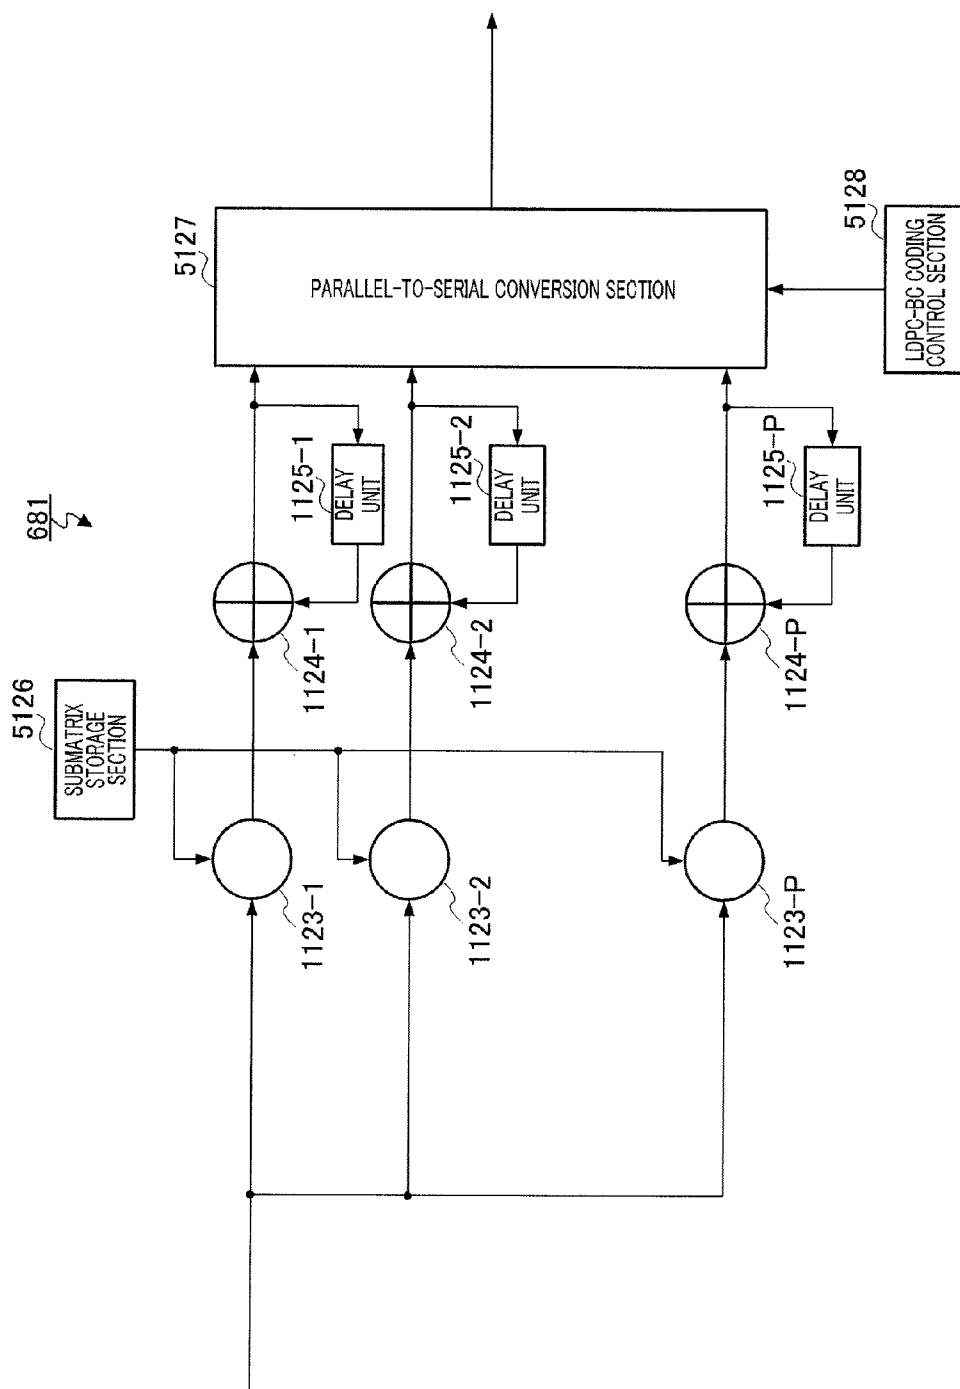 681
5126
SUBMATRIX
STORAGE
SECTION
1123-1
1123-2
1123-P
1124-1
1124-2
1124-P
1125-1
DELAY
UNIT
1125-2
DELAY
UNIT
1125-P
DELAY
UNIT
5127
PARALLEL-TO-SERIAL CONVERSION SECTION
5128
LDPC-BC CODING
CONTROL SECTION